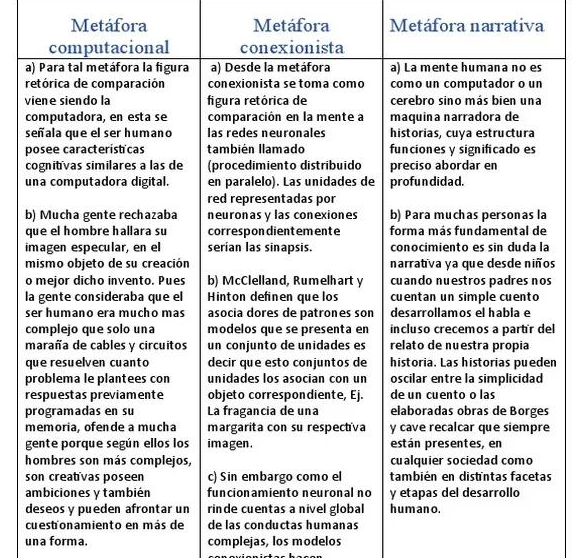 Metáfora
computacional
a) Para tal metáfora la figura
retórica de comparación
viene siendo la
computadora, en esta se
señala que el ser humano
posee características
cognitivas similares a las de
una computadora digital.
b) Mucha gente rechazaba
que el hombre hallara su
imagen especular, en el
mismo objeto de su creación
o mejor dicho invento. Pues
la gente consideraba que el
ser humano era mucho mas
complejo que solo una
maraña de cables y circuitos
que resuelven cuanto
problema le plantees con
respuestas previamente
programadas en su
memoria, ofende a mucha
gente porque según ellos los
hombres son más complejos,
son creativas poseen
ambiciones y también
deseos y pueden afrontar un
cuestionamiento en más de
una forma.
Metáfora
conexionista
a) Desde la metáfora
conexionista se toma como
figura retórica de
comparación en la mente a
las redes neuronales
también llamado
(procedimiento distribuido
en paralelo). Las unidades de
red representadas por
neuronas y las conexiones
correspondientemente
serían las sinapsis.
b) McClelland, Rumelhart y
Hinton definen que los
asocia dores de patrones son
modelos que se presenta en
un conjunto de unidades es
decir que esto conjuntos de
unidades los asocian con un
objeto correspondiente, Ej.
La fragancia de una
margarita con su respectiva
imagen.
c) Sin embargo como el
funcionamiento neuronal no
rinde cuentas a nivel global
de las conductas humanas
complejas, los modelos
conexionistas hacen
Metáfora narrativa
a) La mente humana no es
como un computador o un
cerebro sino más bien una
maquina narradora de
historias, cuya estructura
funciones y significado es
preciso abordar en
profundidad.
b) Para muchas personas la
forma más fundamental de
conocimiento es sin duda la
narrativa ya que desde niños
cuando nuestros padres nos
cuentan un simple cuento
desarrollamos el habla e
incluso crecemos a partir del
relato de nuestra propia
historia. Las historias pueden
oscilar entre la simplicidad
de un cuento o las
elaboradas obras de Borges
y cave recalcar que siempre
están presentes, en
cualquier sociedad como
también en distintas facetas
y etapas del desarrollo
humano.